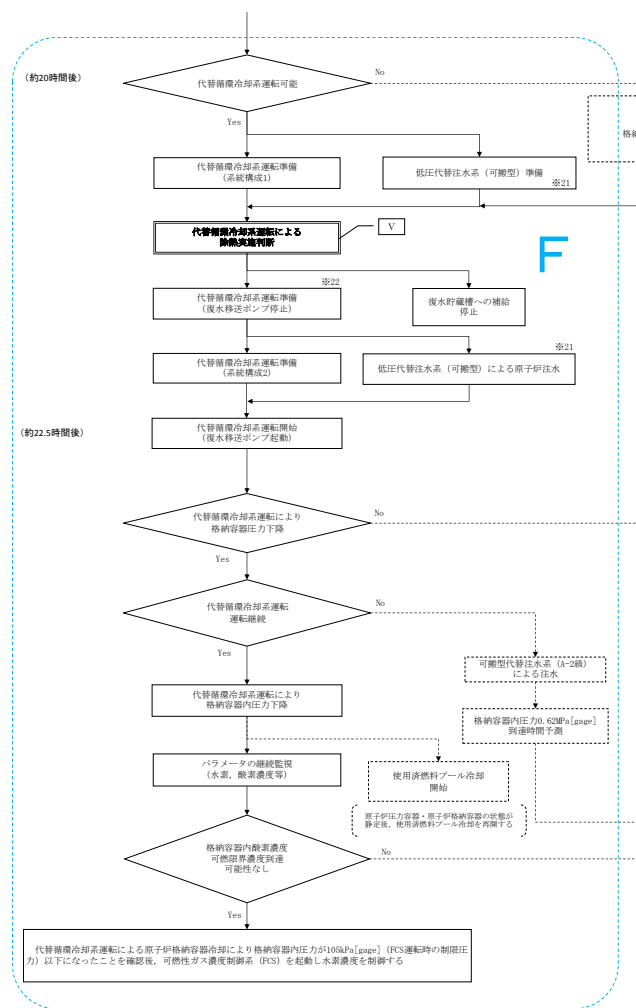 (約20時間後)
代替循環冷却系運転可能
No
Yes
格納
代替循環冷却系運転準備
(系統構成1)
低圧代替注水系(可搬型)準備
※21
代替循環冷却系運転による
除熱実施判断
V
F
※22
代替循環冷却系運転準備
(復水移送ポンプ停止)
復水貯蔵槽への補給
停止
※21
代替循環冷却系運転準備
(系統構成2)
低圧代替注水系(可搬型)による原子炉注水
(約22.5時間後)
代替循環冷却系運転開始
(復水移送ポンプ起動)
代替循環冷却系運転により
格納容器圧力下降
No
Yes
代替循環冷却系運転
運転継続
No
Yes
可搬型代替注水系(A-2級)
による注水
代替循環冷却系運転により
格納容器内圧力下降
格納容器内圧力0.62MPa[gage]
到達時間予測
パラメータの継続監視
(水素，酸素濃度等)
使用済燃料プール冷却
開始
原子炉圧力容器・原子炉格納容器の状態が
静定後，使用済燃料プール冷却を再開する
格納容器内酸素濃度
可燃限界濃度到達
可能性なし
No
Yes
代替循環冷却系運転による原子炉格納容器冷却により格納容器内圧力が105kPa[gage](FCS運転時の制限圧
力)以下になったことを確認後，可燃性ガス濃度制御系(FCS)を起動し水素濃度を制御する